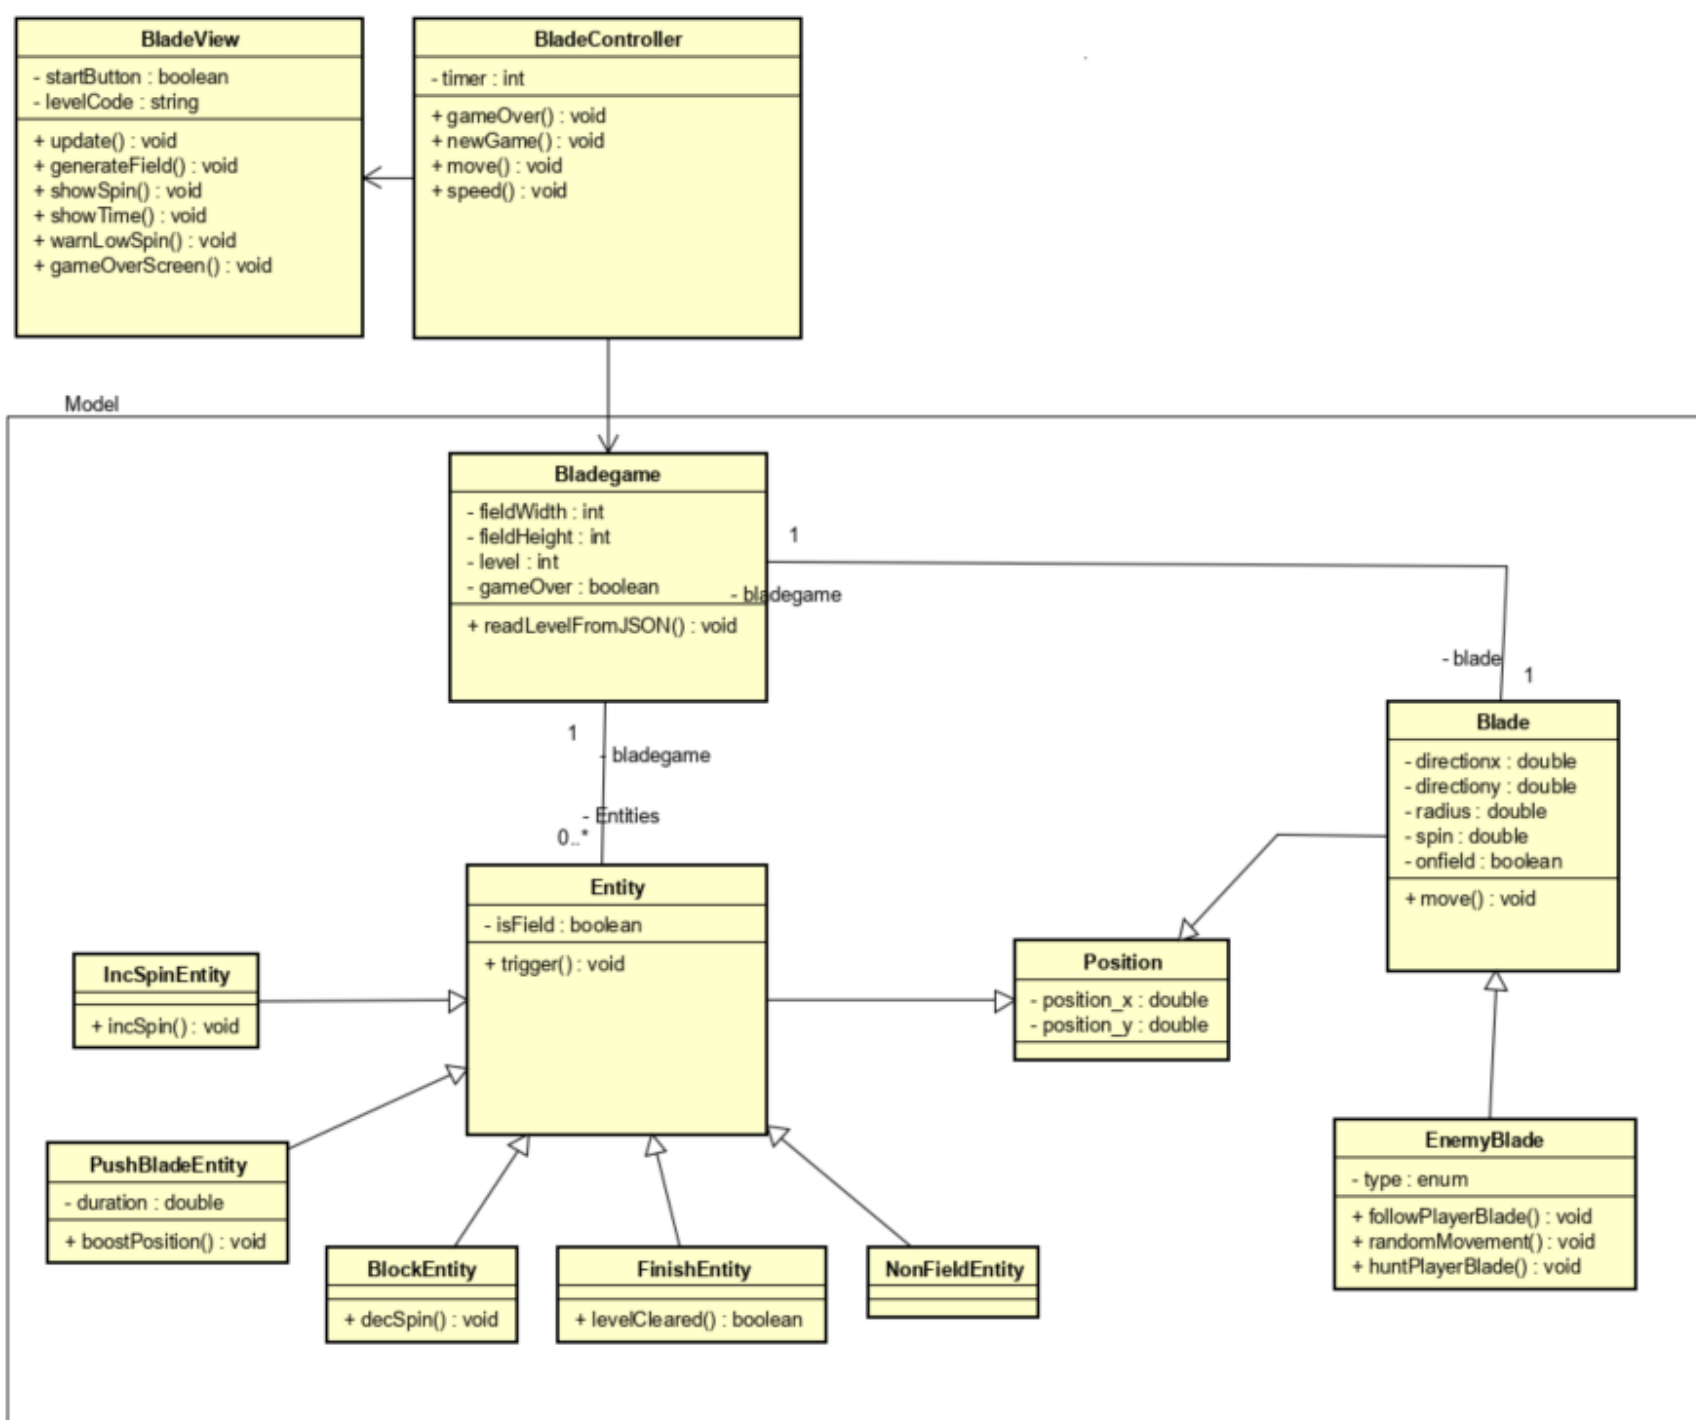 BladeView
- startButton : boolean
- levelCode : string
+ update() : void
+ generateField() : void
+ showSpin() : void
+ showTime() : void
+ warnLowSpin() : void
+ gameOverScreen() : void
BladeController
- timer : int
+ gameOver() : void
+ newGame() : void
+ move() : void
+ speed() : void
Model
Bladegame
- fieldWidth : int
- fieldHeight : int
- level : int
- gameOver : boolean
+ readLevelFromJSON() : void
1
- bladegame
- blade
1
1
- bladegame
- Entities
0..*
Blade
- directionx : double
- directiony : double
- radius : double
- spin : double
- onfield : boolean
+ move() : void
Entity
- isField : boolean
+ trigger() : void
Position
- position_x : double
- position_y : double
IncSpinEntity
+ incSpin() : void
PushBladeEntity
- duration : double
+ boostPosition() : void
BlockEntity
+ decSpin() : void
FinishEntity
+ levelCleared() : boolean
NonFieldEntity
EnemyBlade
- type : enum
+ followPlayerBlade() : void
+ randomMovement() : void
+ huntPlayerBlade() : void